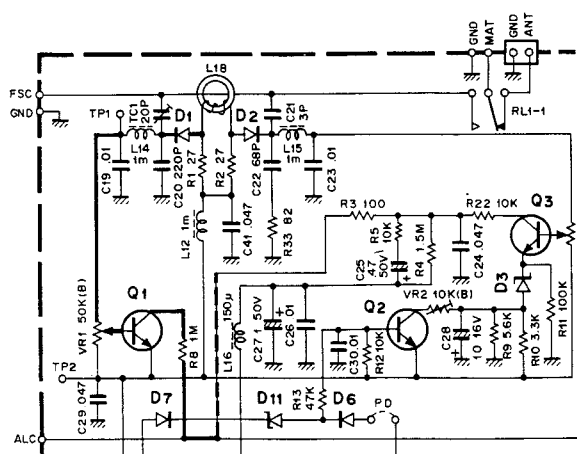 GND
MAT
GND
ANT
L18
FSC
GND
TP1
TC1
20P
D1
D2
C21
3P
RL1-1
L14
1m
L15
1m
C19 .01
C20 220P
R1 27
R2 27
C22 68P
C23 .01
L12 1m
C41 .047
R33 82
R3 100
R22 10K
Q3
R5 10K
C25 .47 50V
R4 1.5M
C24 .047
D3
VR1 50K(B)
Q1
R8 1M
L16 150μ
C27 1 50V
C26 .01
Q2
VR2 10K(B)
C30 .01
R12 10K
C28 10 16V
R9 5.6K
R10 3.3K
R11 100K
TP2
C29 .047
D7
D11
R13 47K
D6
PD
ALC